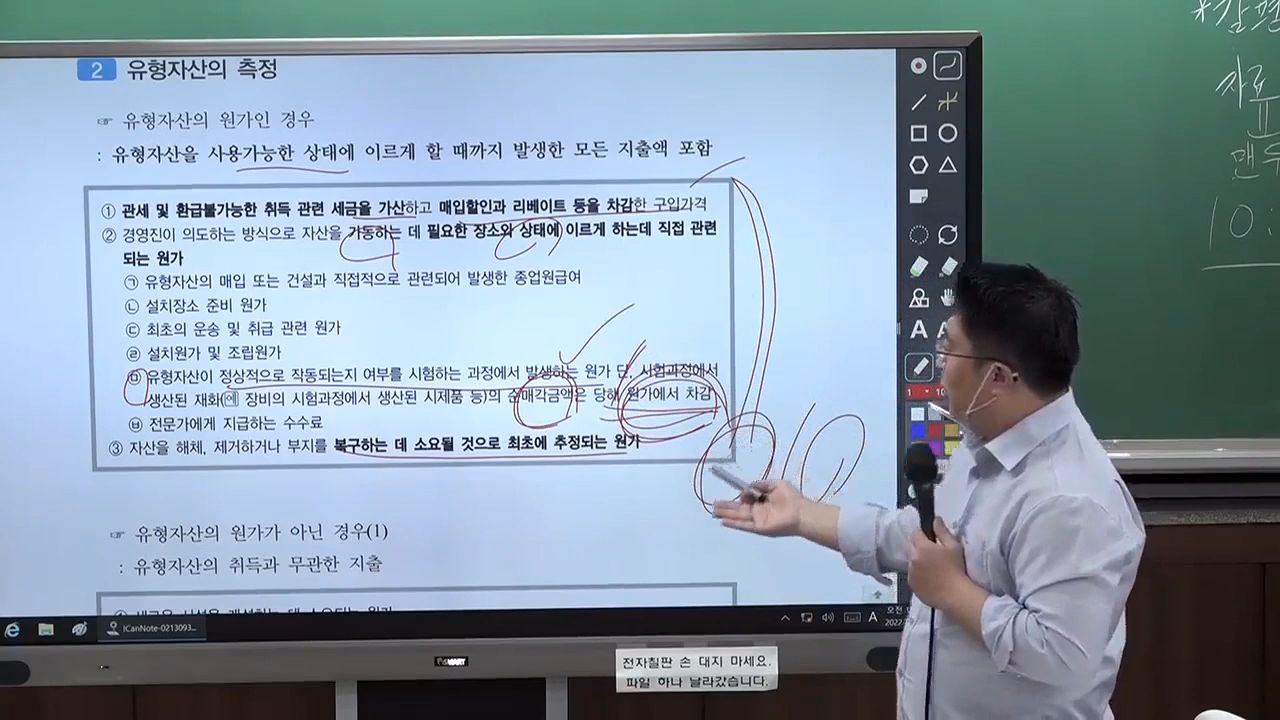 2 유형자산의 측정
☞ 유형자산의 원가인 경우
: 유형자산을 사용가능한 상태에 이르게 할 때까지 발생한 모든 지출액 포함
① 관세 및 환급불가능한 취득 관련 세금을 가산하고 매입할인과 리베이트 등을 차감한 구입가격
② 경영진이 의도하는 방식으로 자산을 가동하는 데 필요한 장소와 상태에 이르게 하는데 직접 관련
되는 원가
㉠ 유형자산의 매입 또는 건설과 직접적으로 관련되어 발생한 종업원급여
㉡ 설치장소 준비 원가
㉢ 최초의 운송 및 취급 관련 원가
㉣ 설치원가 및 조립원가
㉤ 유형자산이 정상적으로 작동되는지 여부를 시험하는 과정에서 발생하는 원가 단, 시험과정에서
생산된 재화(예 장비의 시험과정에서 생산된 시제품 등)의 순매각금액은 당해 원가에서 차감
㉥ 전문가에게 지급하는 수수료
③ 자산을 해체, 제거하거나 부지를 복구하는 데 소요될 것으로 최초에 추정되는 원가
☞ 유형자산의 원가가 아닌 경우(1)
: 유형자산의 취득과 무관한 지출
ICanNote-0213093...
A
오전
2022-
SMART
전자칠판 손 대지 마세요.
파일 하나 날라갔습니다.
자료
10: